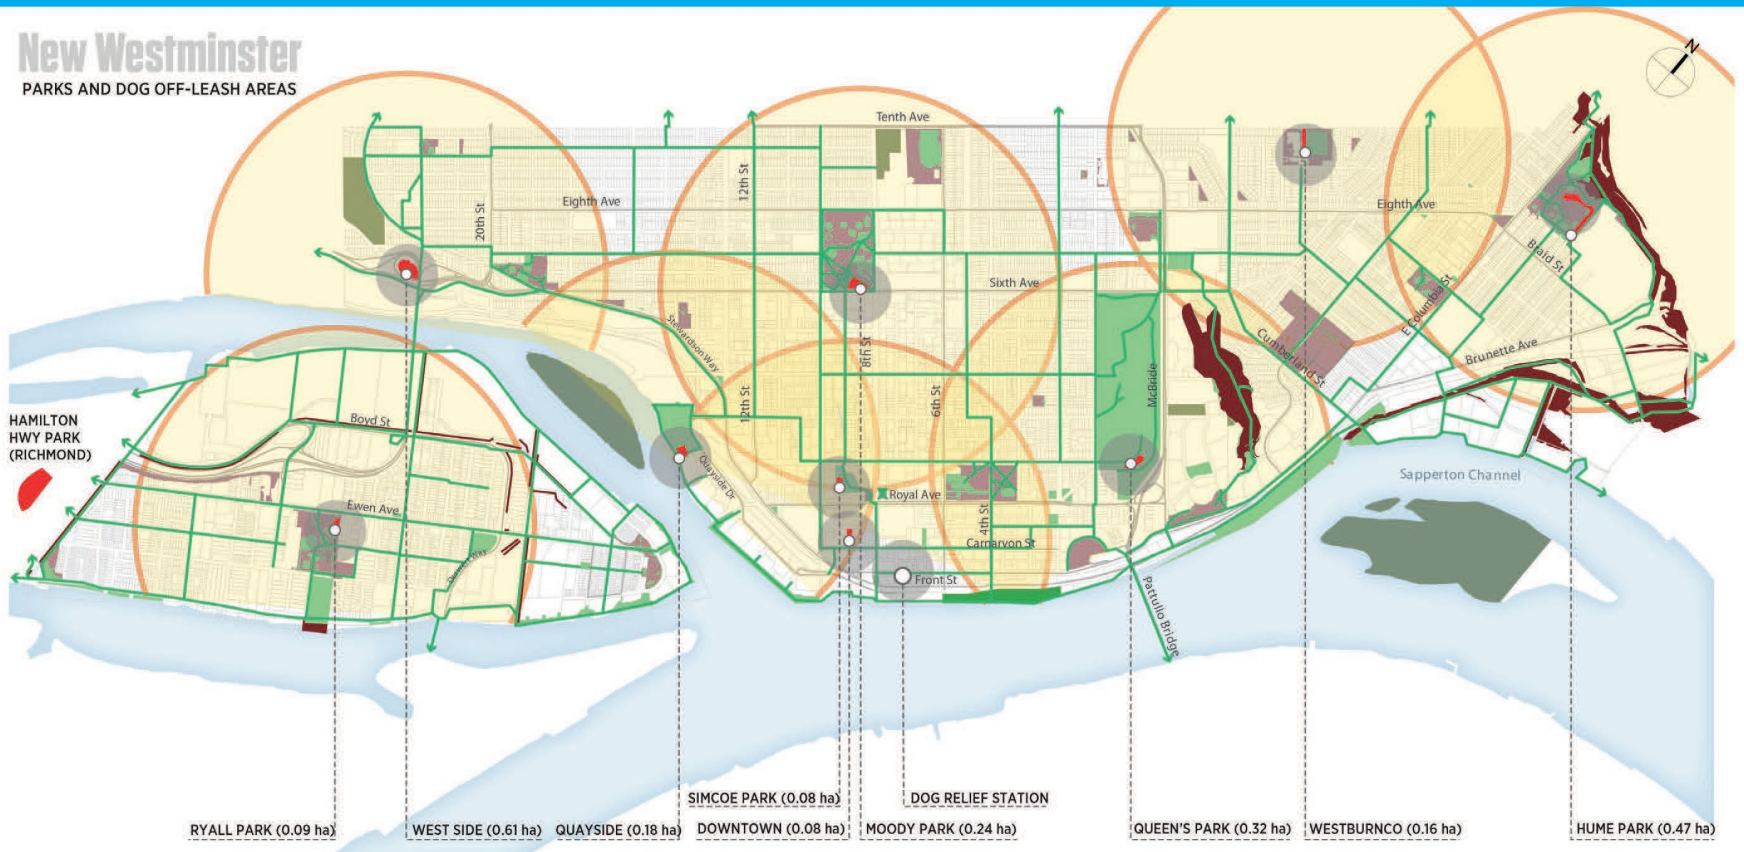 New Westminster
PARKS AND DOG OFF-LEASH AREAS
N
Tenth Ave
12th St
Eighth Ave
20th St
Eighth Ave
Braid St
Sixth Ave
E Columbia St
Stewardson Way
8th St
Cumberland St
Brunette Ave
McBride
12th St
6th St
HAMILTON
HWY PARK
(RICHMOND)
Boyd St
Quayside Dr
Sapperton Channel
Royal Ave
Ewen Ave
4th St
Carnarvon St
Front St
Pattullo Bridge
SIMCOE PARK (0.08 ha)
DOG RELIEF STATION
RYALL PARK (0.09 ha)
WEST SIDE (0.61 ha)
QUAYSIDE (0.18 ha)
DOWNTOWN (0.08 ha)
MOODY PARK (0.24 ha)
QUEEN'S PARK (0.32 ha)
WESTBURNCO (0.16 ha)
HUME PARK (0.47 ha)